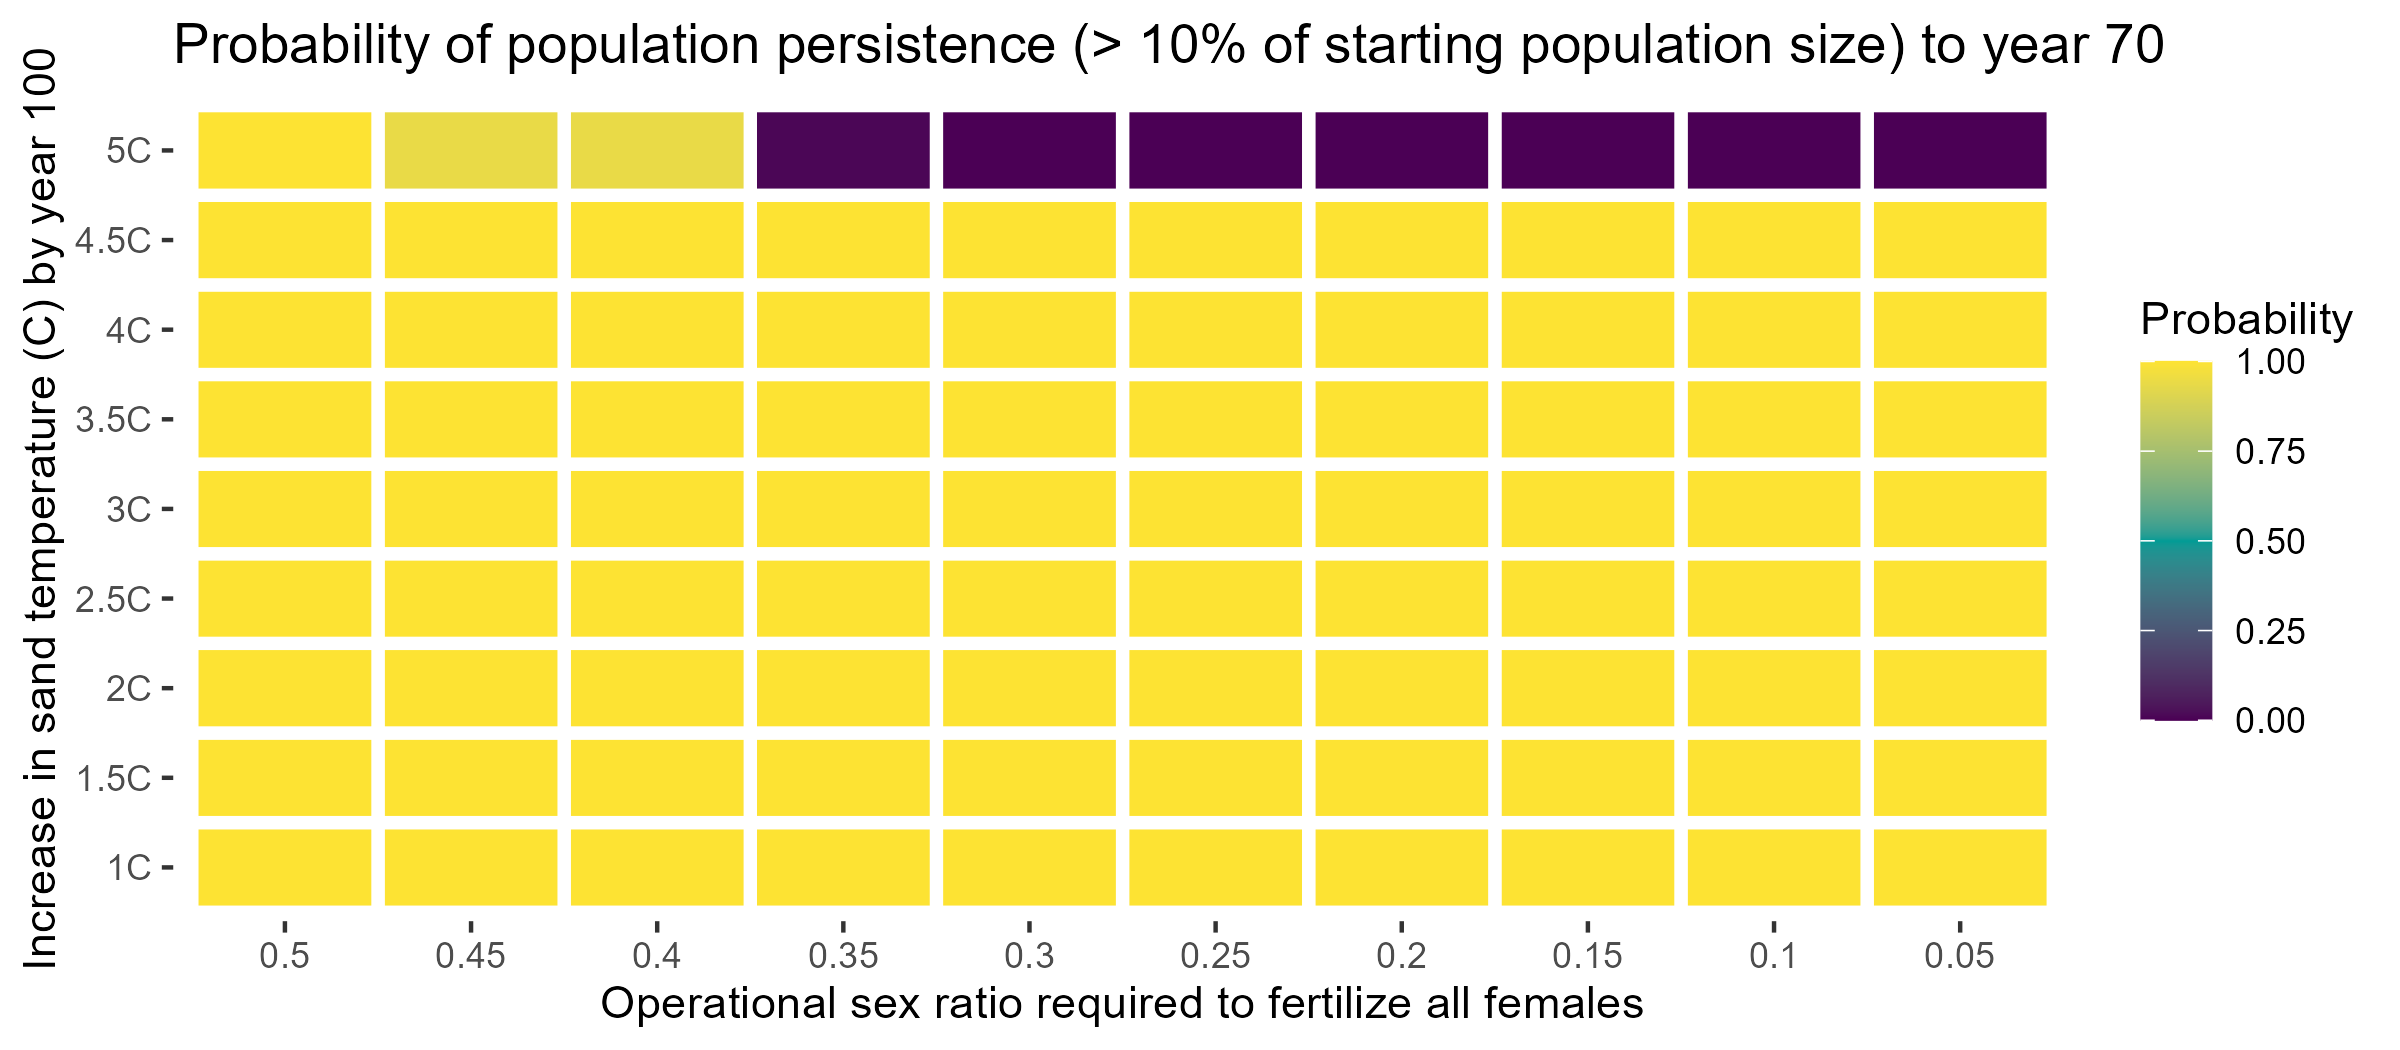 Probability of population persistence (> 10% of starting population size) to year 70
Increase in sand temperature (C) by year 100
5C
4.5C
4C
3.5C
3C
2.5C
2C
1.5C
1C
0.5
0.45
0.4
0.35
0.3
0.25
0.2
0.15
0.1
0.05
Operational sex ratio required to fertilize all females
Probability
1.00
0.75
0.50
0.25
0.00